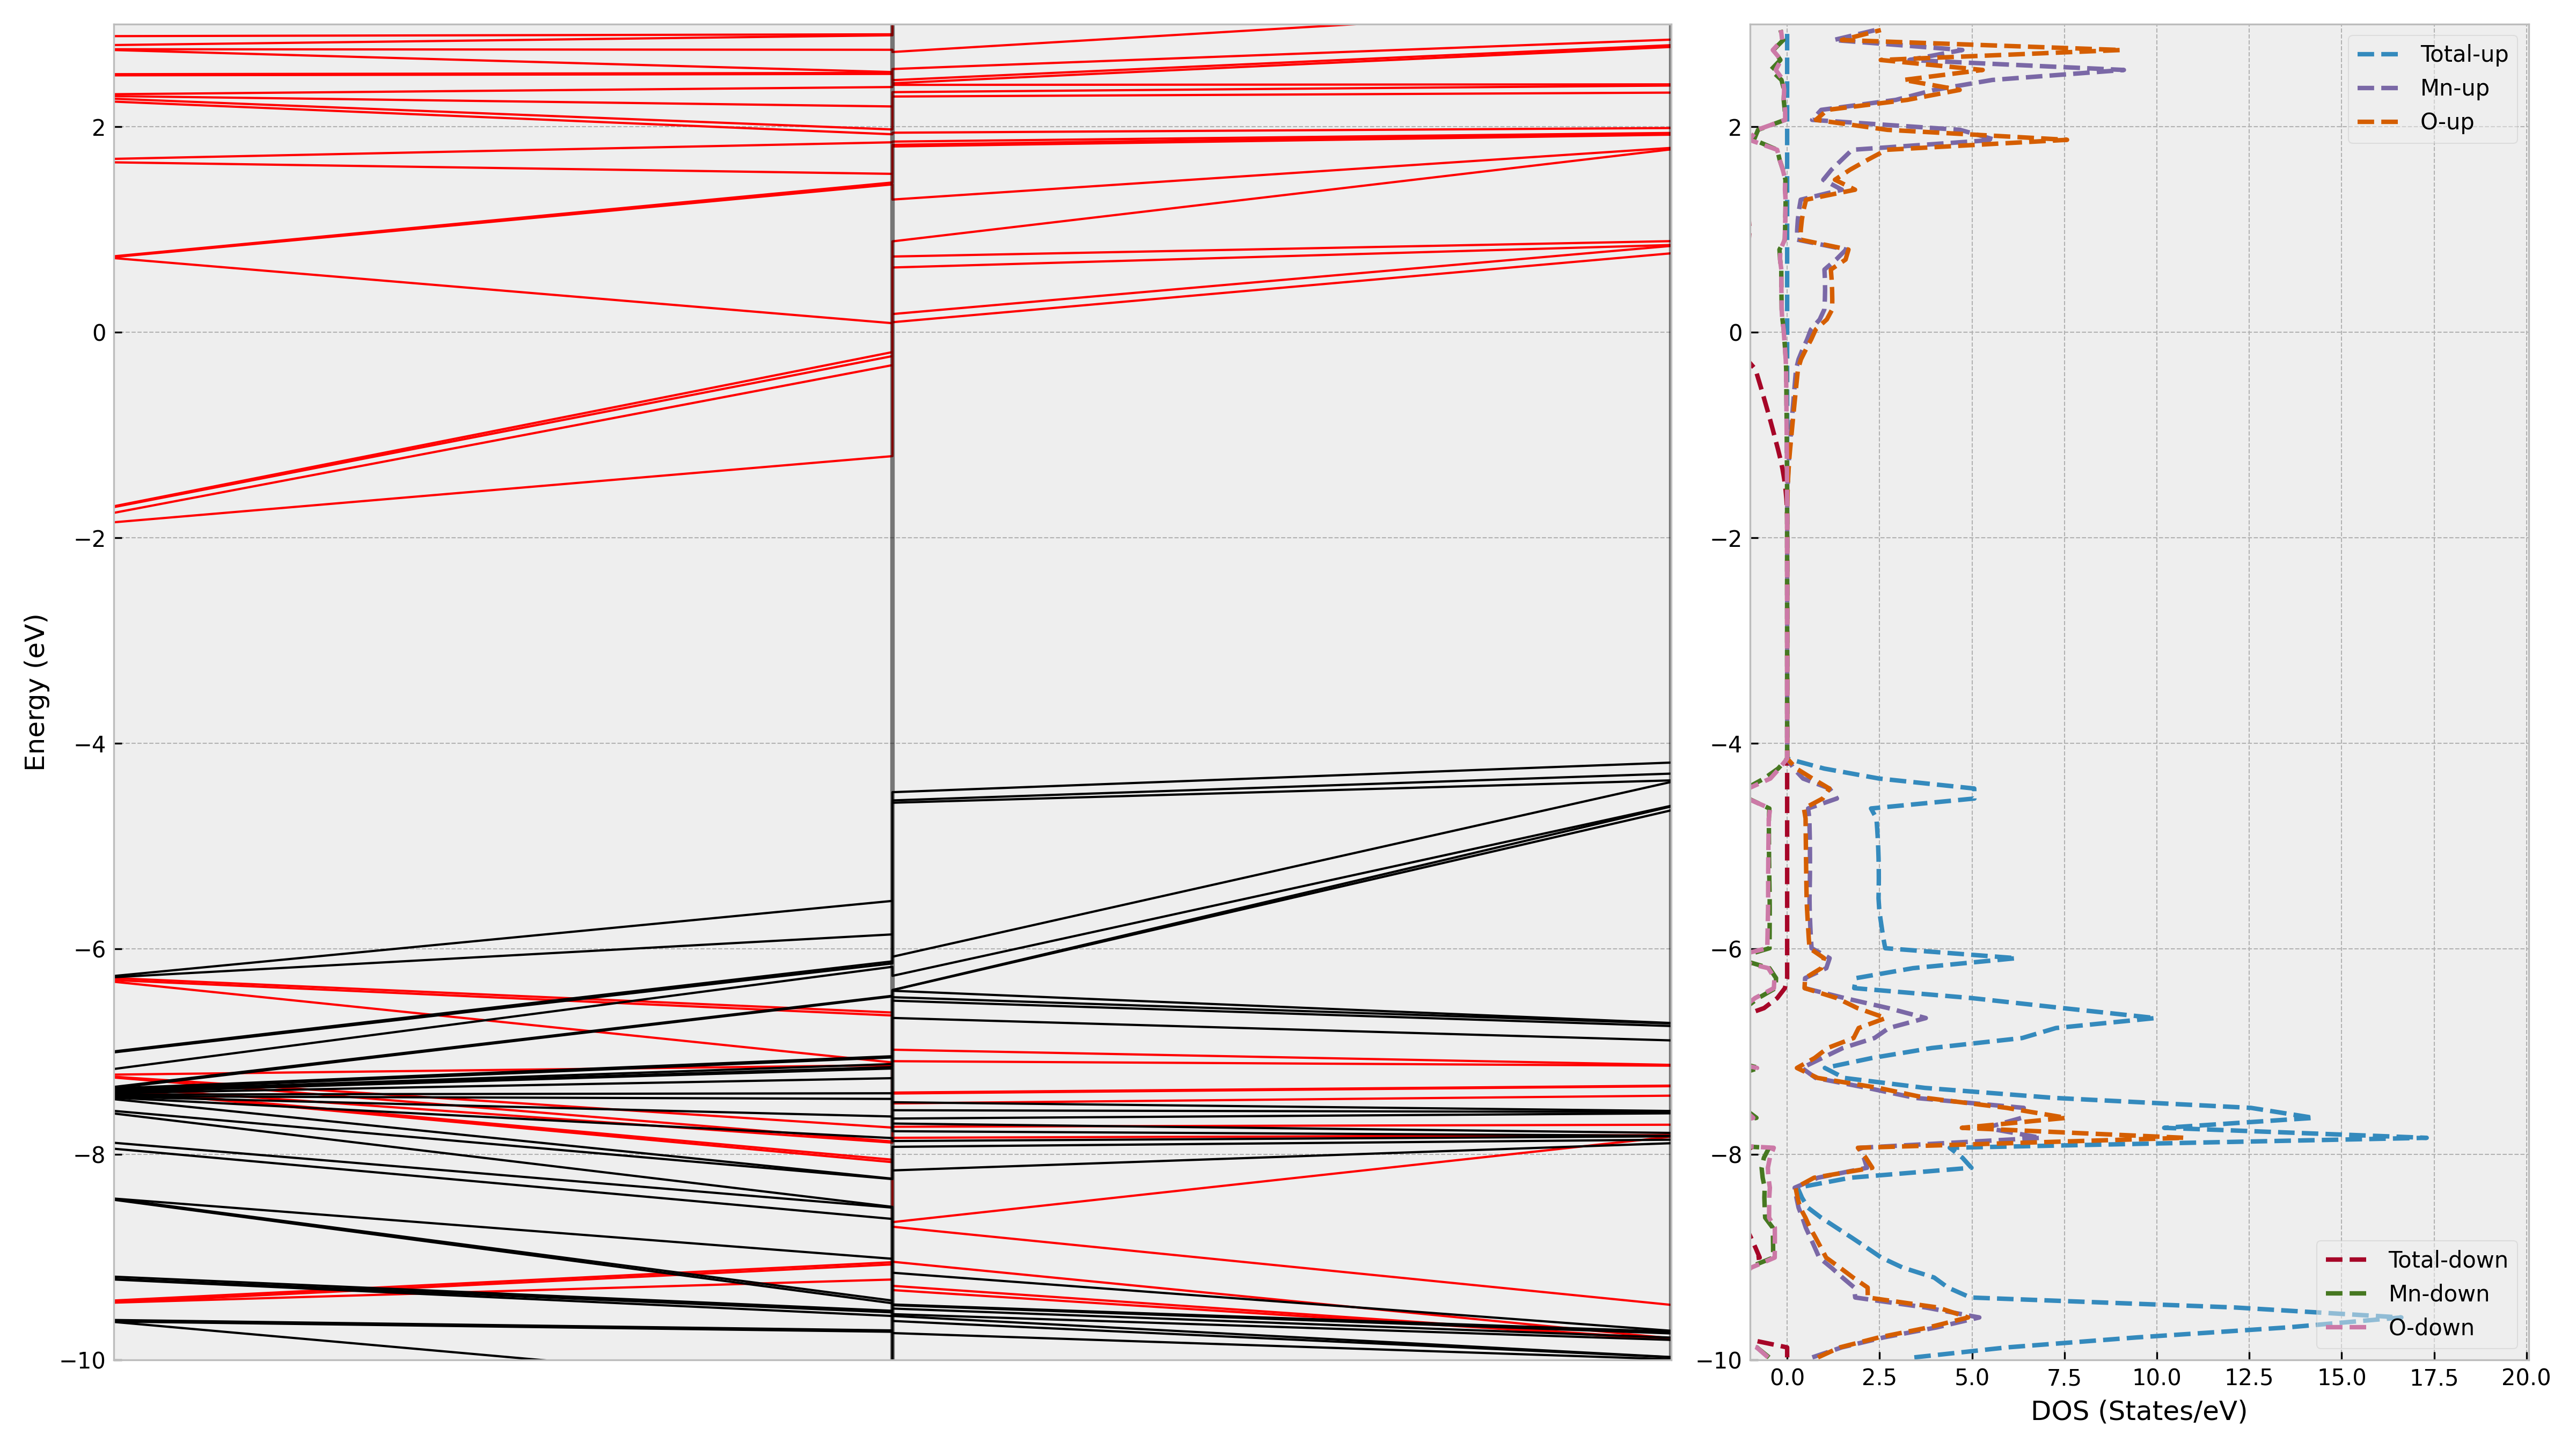 Energy (eV)
2
0
−2
−4
−6
−8
−10
2
0
−2
−4
−6
−8
−10
Total-up
Mn-up
O-up
Total-down
Mn-down
O-down
0.0 2.5 5.0 7.5 10.0 12.5 15.0 17.5 20.0
DOS (States/eV)